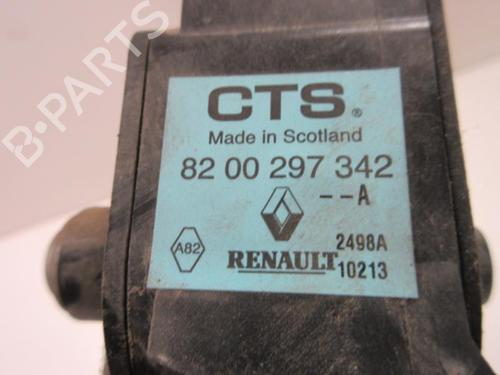 B-PARTS
CTS®
Made in Scotland
82 00 297 342
--A
A82
RENAULT
2498A
10213